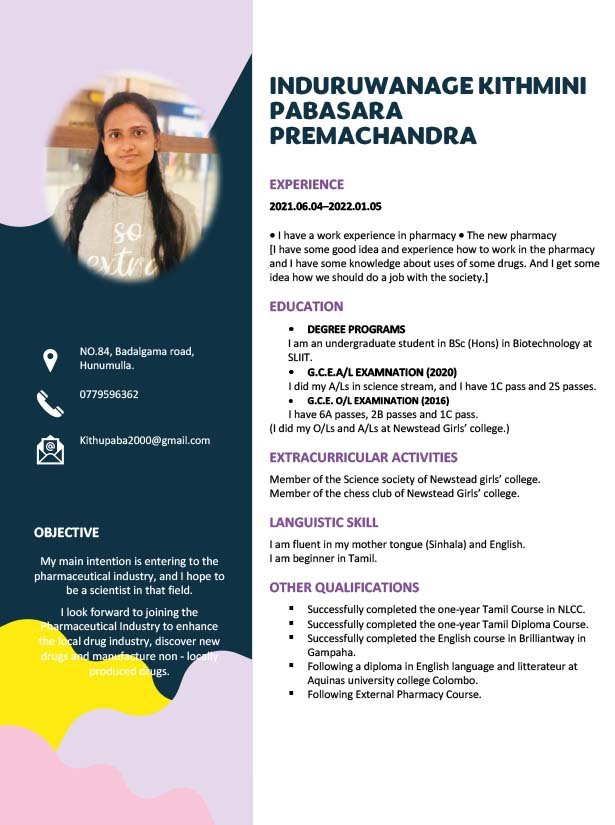 INDURUWANAGE KITHMINI
PABASARA
PREMACHANDRA
so
extra
NO.84, Badalgama road,
Hunumulla.
0779596362
@
Kithupaba2000@gmail.com
OBJECTIVE
My main intention is entering to the
pharmaceutical industry, and I hope to
be a scientist in that field.
I look forward to joining the
Pharmaceutical Industry to enhance
the local drug industry, discover new
drugs and manufacture non - locally
produced drugs.
EXPERIENCE
2021.06.04–2022.01.05
• I have a work experience in pharmacy • The new pharmacy
[I have some good idea and experience how to work in the pharmacy
and I have some knowledge about uses of some drugs. And I get some
idea how we should do a job with the society.]
EDUCATION
• DEGREE PROGRAMS
I am an undergraduate student in BSc (Hons) in Biotechnology at
SLIIT.
• G.C.E.A/L EXAMNATION (2020)
I did my A/Ls in science stream, and I have 1C pass and 2S passes.
• G.C.E. O/L EXAMINATION (2016)
I have 6A passes, 2B passes and 1C pass.
(I did my O/Ls and A/Ls at Newstead Girls’ college.)
EXTRACURRICULAR ACTIVITIES
Member of the Science society of Newstead girls’ college.
Member of the chess club of Newstead Girls’ college.
LANGUISTIC SKILL
I am fluent in my mother tongue (Sinhala) and English.
I am beginner in Tamil.
OTHER QUALIFICATIONS
▪ Successfully completed the one-year Tamil Course in NLCC.
▪ Successfully completed the one-year Tamil Diploma Course.
▪ Successfully completed the English course in Brilliantway in
Gampaha.
▪ Following a diploma in English language and litterateur at
Aquinas university college Colombo.
▪ Following External Pharmacy Course.